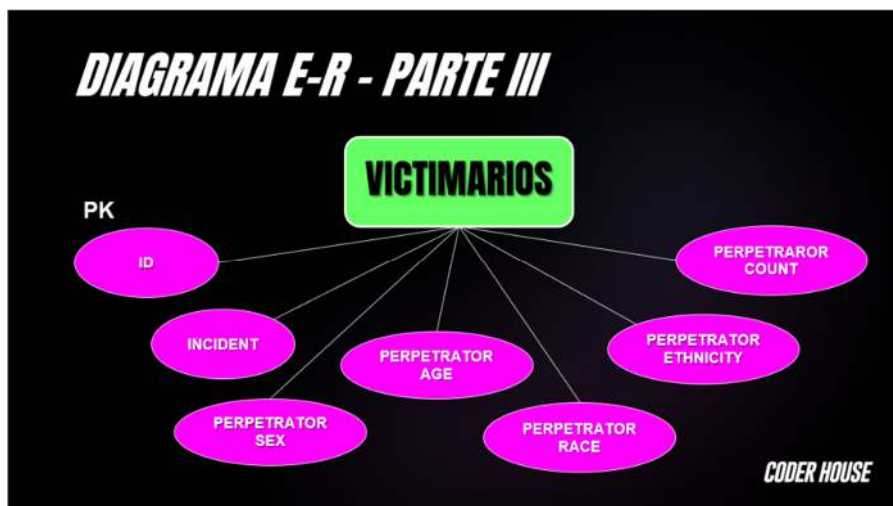 DIAGRAMA E-R - PARTE III
VICTIMARIOS
PK
ID
PERPETRAROR
COUNT
INCIDENT
PERPETRATOR
AGE
PERPETRATOR
ETHNICITY
PERPETRATOR
SEX
PERPETRATOR
RACE
CODER HOUSE